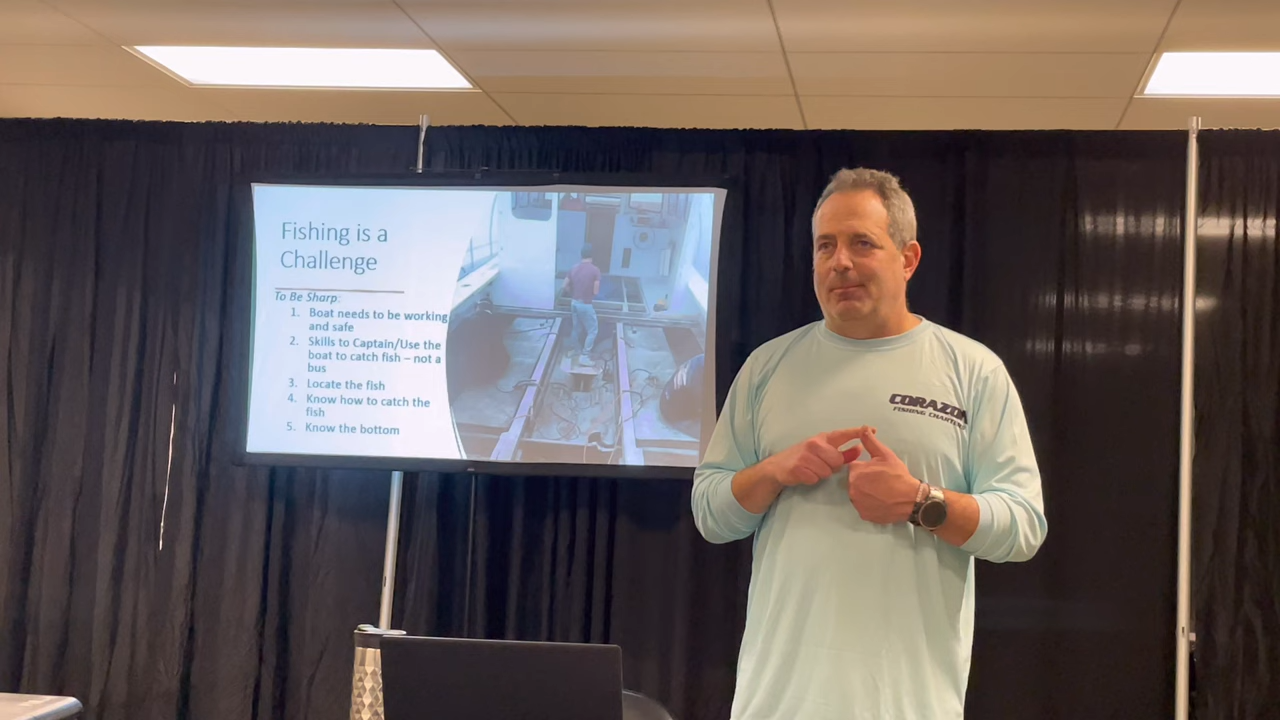 Fishing is a
Challenge
To Be Sharp:
1. Boat needs to be working
and safe
2. Skills to Captain/Use the
boat to catch fish – not a
bus
3. Locate the fish
4. Know how to catch the
fish
5. Know the bottom
CORAZON
FISHING CHARTERS